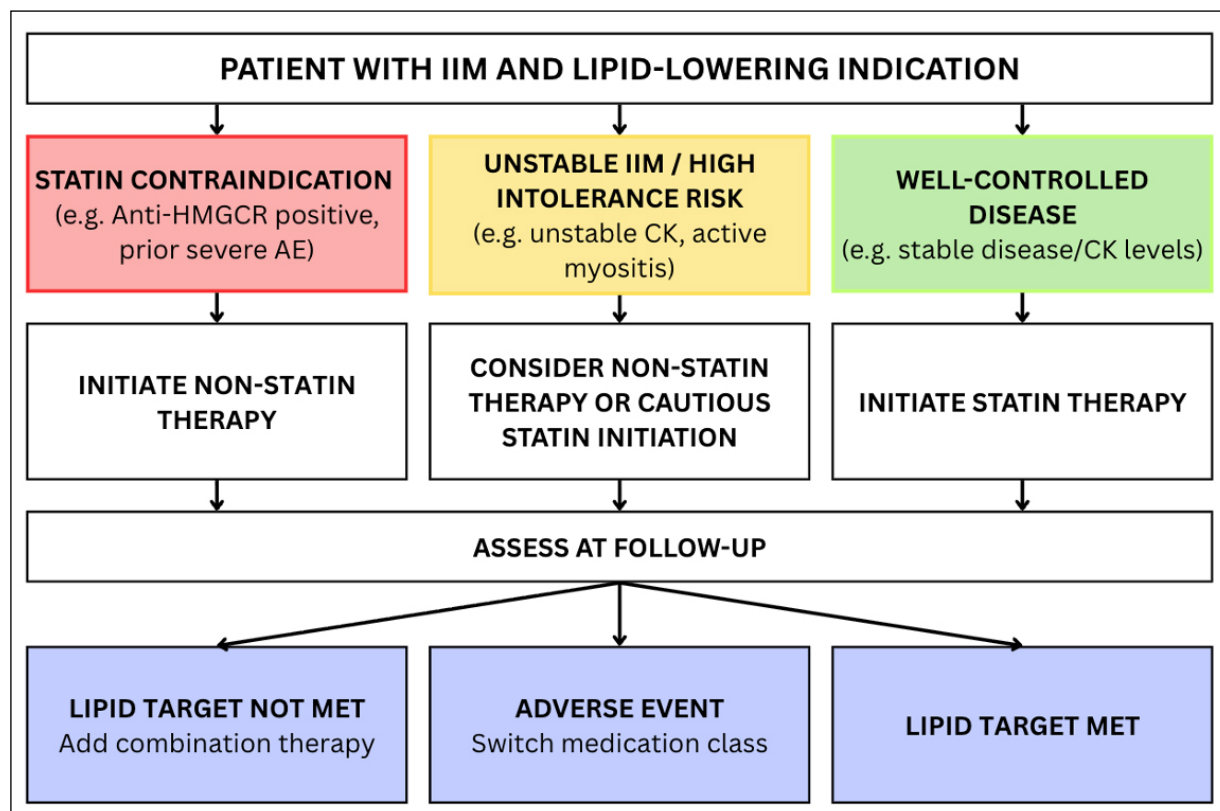 PATIENT WITH IIM AND LIPID-LOWERING INDICATION
STATIN CONTRAINDICATION
(e.g. Anti-HMGCR positive,
prior severe AE)
UNSTABLE IIM / HIGH
INTOLERANCE RISK
(e.g. unstable CK, active
myositis)
WELL-CONTROLLED
DISEASE
(e.g. stable disease/CK levels)
INITIATE NON-STATIN
THERAPY
CONSIDER NON-STATIN
THERAPY OR CAUTIOUS
STATIN INITIATION
INITIATE STATIN THERAPY
ASSESS AT FOLLOW-UP
LIPID TARGET NOT MET
Add combination therapy
ADVERSE EVENT
Switch medication class
LIPID TARGET MET